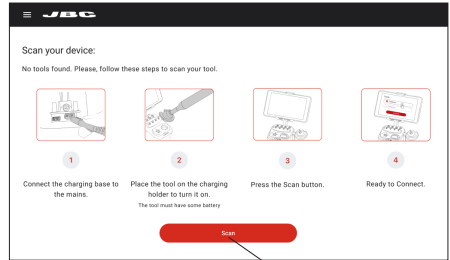 JBC
Scan your device:
No tools found. Please, follow these steps to scan your tool.
1
2
3
4
Connect the charging base to
the mains.
Place the tool on the charging
holder to turn it on.
The tool must have some battery
Press the Scan button.
Ready to Connect.
Scan